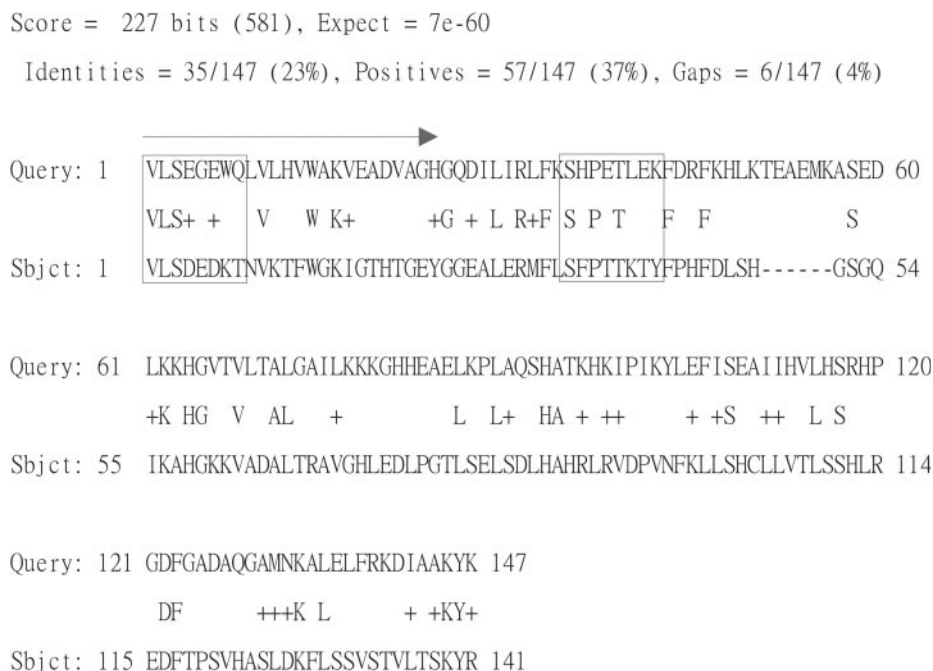 Score = 227 bits (581), Expect = 7e-60
Identities = 35/147 (23%), Positives = 57/147 (37%), Gaps = 6/147 (4%)
Query: 1 VLSEGEWQLVLHVWAKVEADVAGHGQDILIRLFKSHPETLEKFDRFKHLKTEAEMKASED 60
VLS+ + V W K+ +G + L R+F S P T F F S
Sbjct: 1 VLSDEDKTNVKTFWGKIGTHTGEYGGEALERMFLSFPTTKTYFPHFDLSH------GSGQ 54
Query: 61 LKKHGVTVLTALGAILKKKGHHEAELKPLAQSHATKHKIPIKYLEFISEAIIHVLHSRHP 120
+K HG V AL + L L+ HA + ++ + +S ++ L S
Sbjct: 55 IKAHGKKVADALTRAVGHLEDLPGTLSELSDLHAHRLRVDPVNFKLLSHCLLVTLSSHLR 114
Query: 121 GDFGADAQGAMNKALELFRKDIAAKYK 147
DF +++K L + +KY+
Sbjct: 115 EDFTPSVHASLDKFLSSVSTVLTSKYR 141